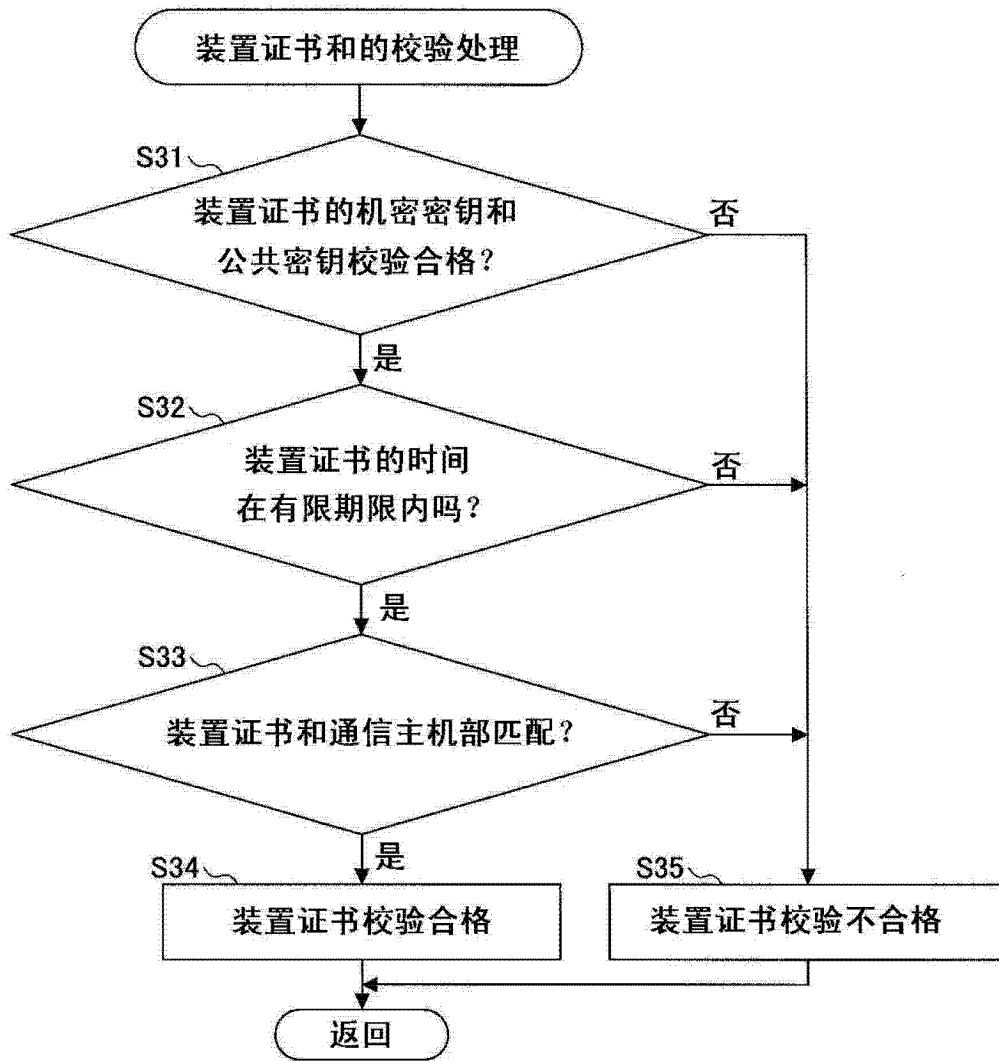 装置证书和的校验处理
S31
装置证书的机密密钥和
公共密钥校验合格？
否
是
S32
装置证书的时间
在有限期限内吗？
否
是
S33
装置证书和通信主机部匹配？
否
是
S34
装置证书校验合格
S35
装置证书校验不合格
返回